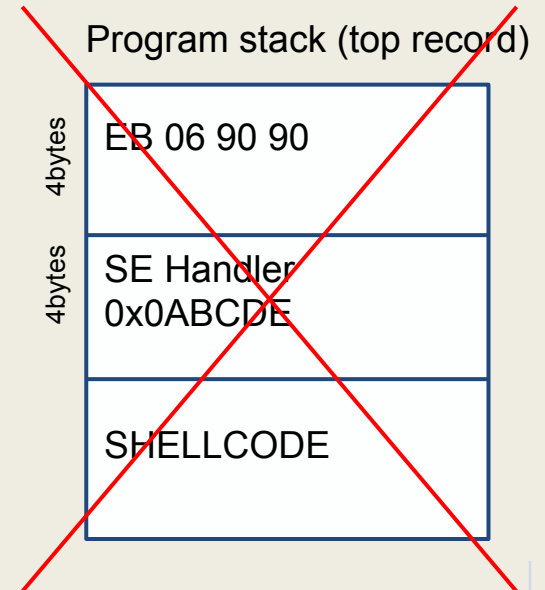 Program stack (top record)
4bytes
EB 06 90 90
4bytes
SE Handler
0x0ABCDE
SHELLCODE